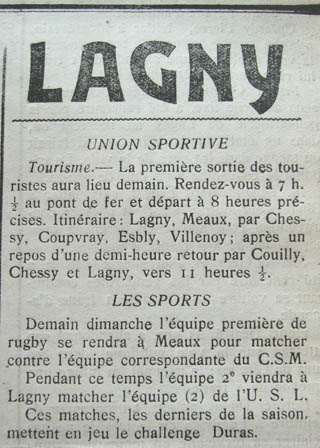 LAGNY
UNION SPORTIVE
Tourisme.— La première sortie des tou-
ristes aura lieu demain. Rendez-vous à 7 h.
½ au pont de fer et départ à 8 heures pré-
cises. Itinéraire : Lagny, Meaux, par Ches-
sy, Coupvray, Esbly, Villenoy ; après un
repos d'une demi-heure retour par Couilly,
Chessy et Lagny, vers 11 heures ½.
LES SPORTS
Demain dimanche l'équipe première de
rugby se rendra à Meaux pour matcher
contre l'équipe correspondante du C.S.M.
Pendant ce temps l'équipe 2e viendra à
Lagny matcher l'équipe (2) de l'U. S. L.
Ces matches, les derniers de la saison,
mettent en jeu le challenge Duras.